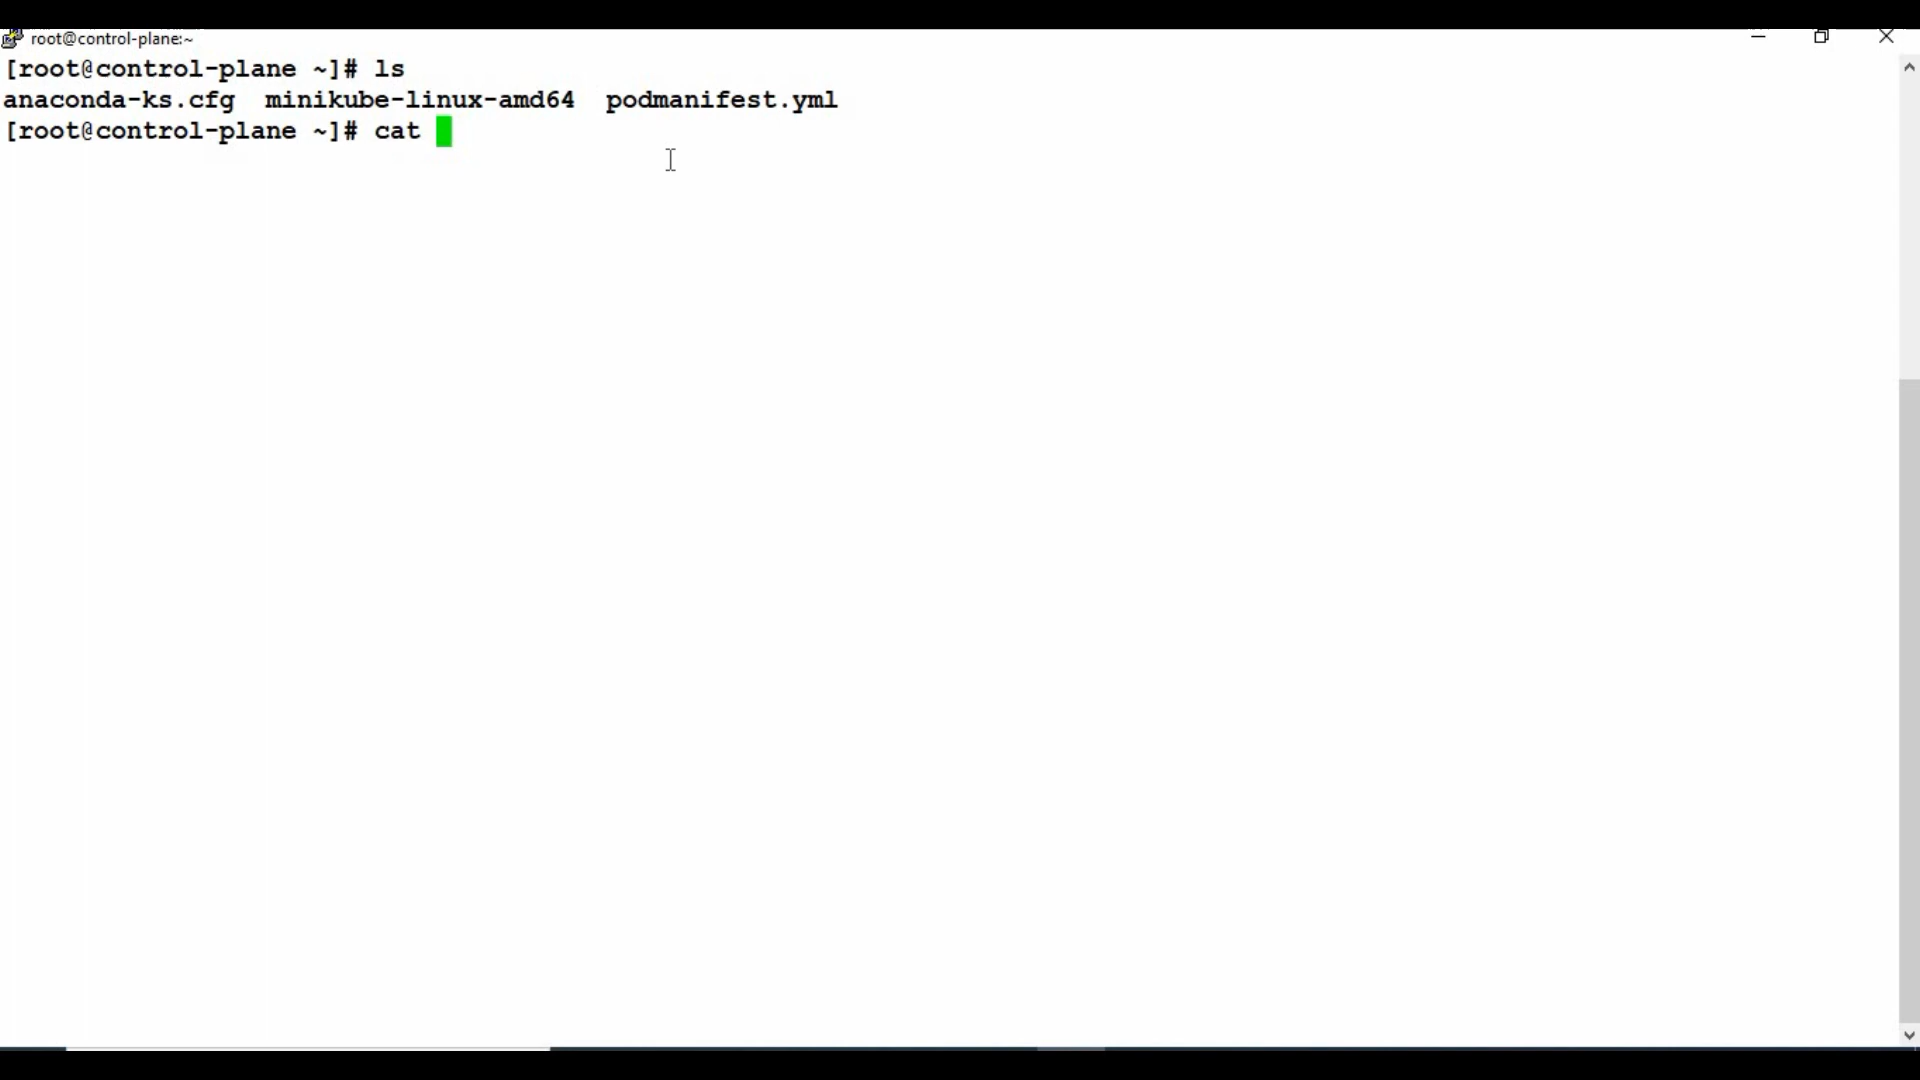 root@control-plane:~
[root@control-plane ~]# ls
anaconda-ks.cfg  minikube-linux-amd64  podmanifest.yml
[root@control-plane ~]# cat